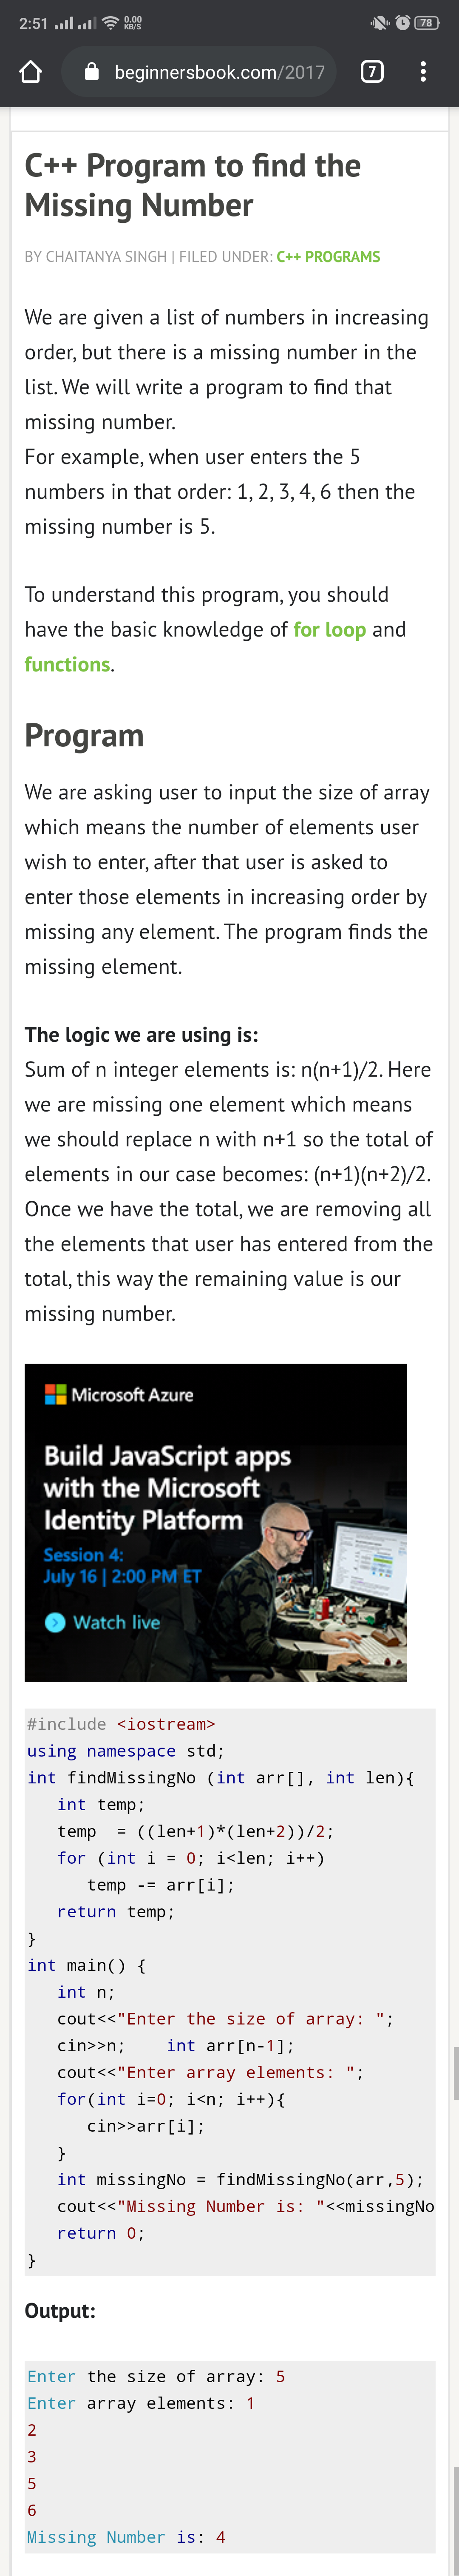 2:51
0.00
KB/S
78
beginnersbook.com/2017
7
C++ Program to find the
Missing Number
BY CHAITANYA SINGH | FILED UNDER: C++ PROGRAMS
We are given a list of numbers in increasing
order, but there is a missing number in the
list. We will write a program to find that
missing number.
For example, when user enters the 5
numbers in that order: 1, 2, 3, 4, 6 then the
missing number is 5.
To understand this program, you should
have the basic knowledge of for loop and
functions.
Program
We are asking user to input the size of array
which means the number of elements user
wish to enter, after that user is asked to
enter those elements in increasing order by
missing any element. The program finds the
missing element.
The logic we are using is:
Sum of n integer elements is: n(n+1)/2. Here
we are missing one element which means
we should replace n with n+1 so the total of
elements in our case becomes: (n+1)(n+2)/2.
Once we have the total, we are removing all
the elements that user has entered from the
total, this way the remaining value is our
missing number.
Microsoft Azure
Build JavaScript apps
with the Microsoft
Identity Platform
Session 4:
July 16 | 2:00 PM ET
Watch live
#include <iostream>
using namespace std;
int findMissingNo (int arr[], int len){
   int temp;
   temp  = ((len+1)*(len+2))/2;
   for (int i = 0; i<len; i++)
      temp -= arr[i];
   return temp;
}
int main() {
   int n;
   cout<<"Enter the size of array: ";
   cin>>n;    int arr[n-1];
   cout<<"Enter array elements: ";
   for(int i=0; i<n; i++){
      cin>>arr[i];
   }
   int missingNo = findMissingNo(arr,5);
   cout<<"Missing Number is: "<<missingNo
   return 0;
}
Output:
Enter the size of array: 5
Enter array elements: 1
2
3
5
6
Missing Number is: 4